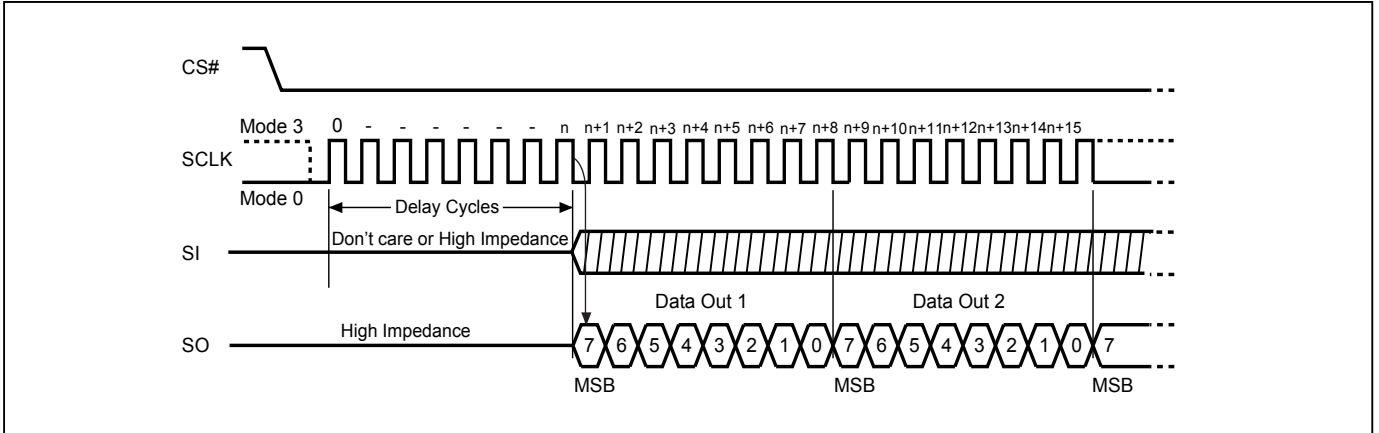 CS#
Mode 3 0 - - - - - - n n+1 n+2 n+3 n+4 n+5 n+6 n+7 n+8 n+9 n+10 n+11 n+12 n+13 n+14 n+15
SCLK
Mode 0
Delay Cycles
Don't care or High Impedance
SI
Data Out 1 Data Out 2
High Impedance
SO 7 6 5 4 3 2 1 0 7 6 5 4 3 2 1 0 7
MSB MSB MSB